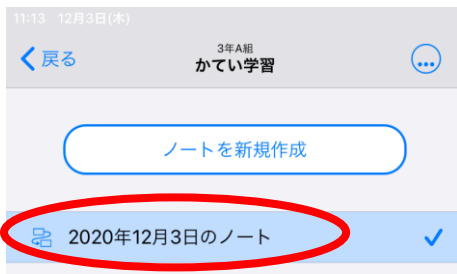 11:13 12月3日(木)
戻る
3年A組
かてい学習
ノートを新規作成
2020年12月3日のノート